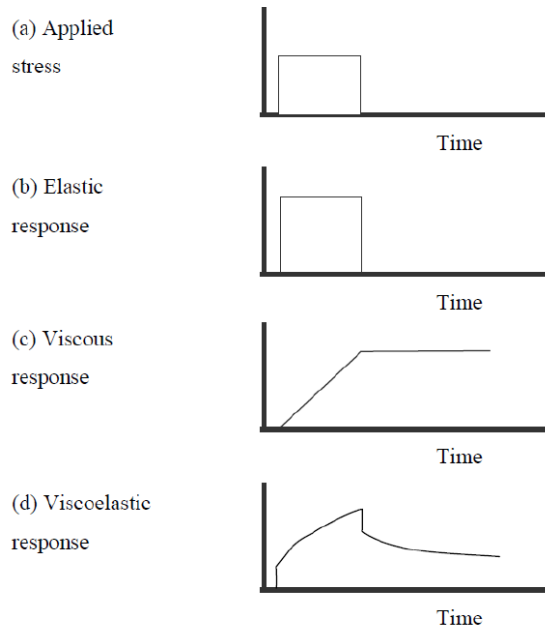 (a) Applied
stress
Time
(b) Elastic
response
Time
(c) Viscous
response
Time
(d) Viscoelastic
response
Time